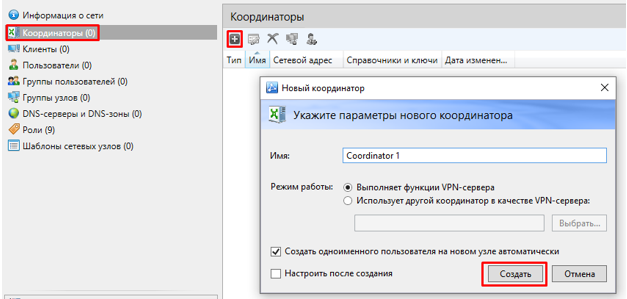 Информация о сети
Координаторы (0)
Клиенты (0)
Пользователи (0)
Группы пользователей (0)
Группы узлов (0)
DNS-серверы и DNS-зоны (0)
Роли (9)
Шаблоны сетевых узлов (0)
Координаторы
Тип Имя Сетевой адрес Справочники и ключи Дата изменен...
Новый координатор
Укажите параметры нового координатора
Имя: Coordinator 1
Режим работы: Выполняет функции VPN-сервера
Использует другой координатор в качестве VPN-сервера:
Выбрать...
Создать одноименного пользователя на новом узле автоматически
Настроить после создания
Создать Отмена